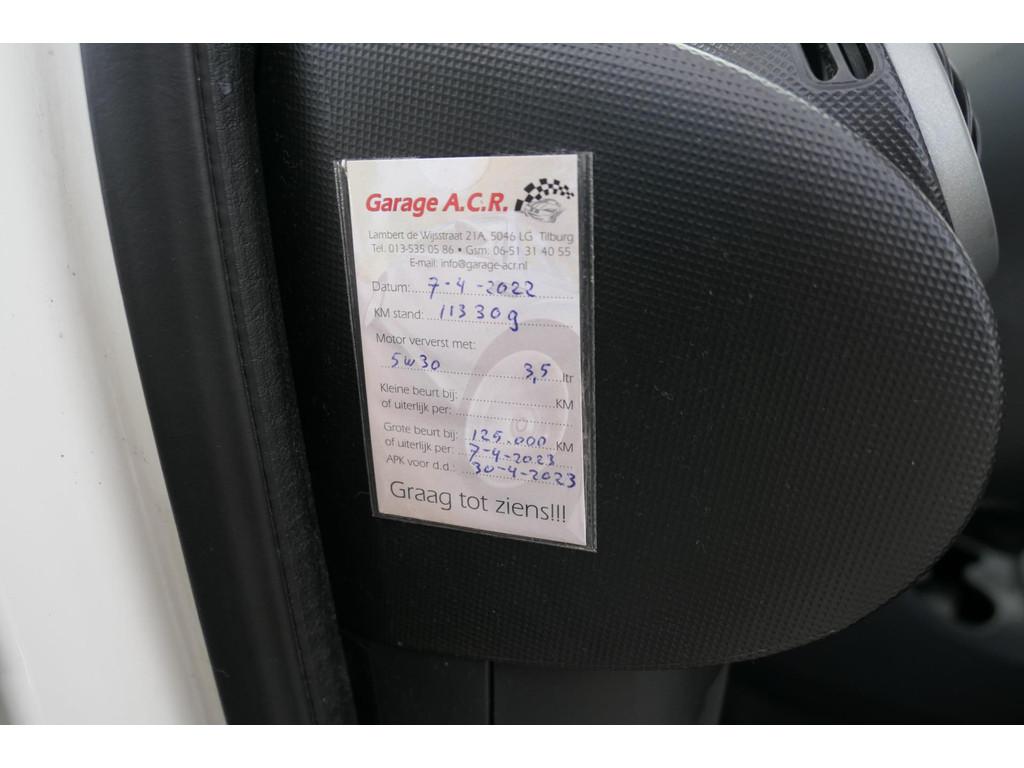 Garage A.C.R.
Lambert de Wijsstraat 21A, 5046 LG Tilburg
Tel. 013-535 05 86 • Gsm: 06-51 31 40 55
E-mail: info@garage-acr.nl
Datum: 7-4-2022
KM stand: 113309
Motor ververst met:
5w30 3,5 ltr
Kleine beurt bij: KM
of uiterlijk per:
Grote beurt bij: 125.000 KM
of uiterlijk per: 7-4-2023
APK voor d.d.: 30-4-2023
Graag tot ziens!!!